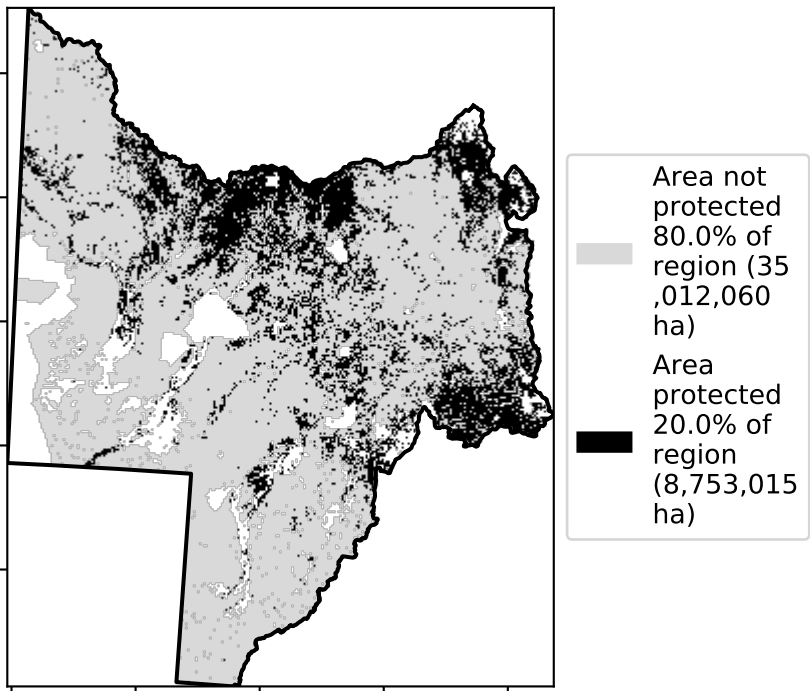 Area not
protected
80.0% of
region (35
,012,060
ha)
Area
protected
20.0% of
region
(8,753,015
ha)